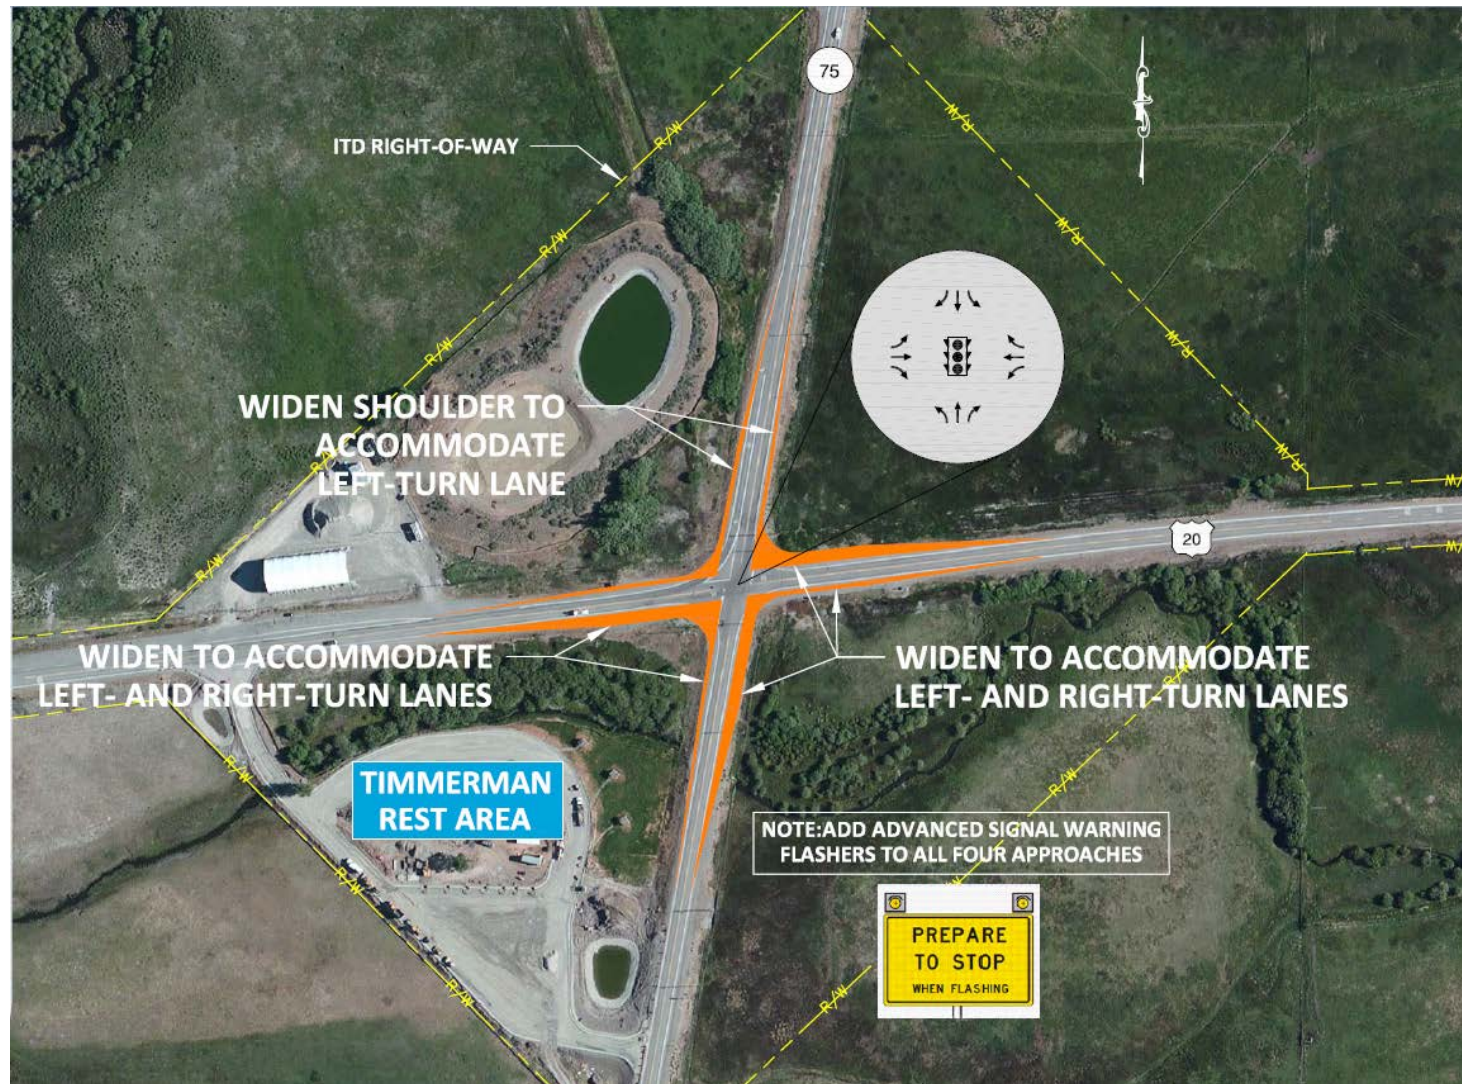 75
ITD RIGHT-OF-WAY
R/W
R/W
R/W
R/W
R/W
R/W
R/W
R/W
R/W
R/W
WIDEN SHOULDER TO
ACCOMMODATE
LEFT-TURN LANE
20
WIDEN TO ACCOMMODATE
LEFT- AND RIGHT-TURN LANES
WIDEN TO ACCOMMODATE
LEFT- AND RIGHT-TURN LANES
R/W
R/W
R/W
TIMMERMAN
REST AREA
R/W
NOTE:ADD ADVANCED SIGNAL WARNING
FLASHERS TO ALL FOUR APPROACHES
R/W
PREPARE
TO STOP
WHEN FLASHING
R/W
R/W